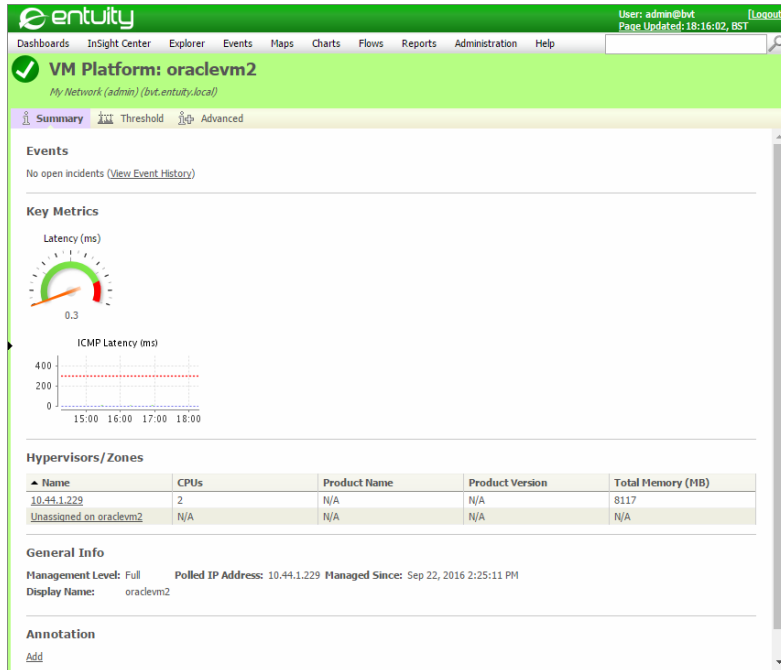 entuity
User: admin@bvt [Logout
Page Updated: 18:16:02, BST
Dashboards InSight Center Explorer Events Maps Charts Flows Reports Administration Help
VM Platform: oraclevm2
My Network (admin) (bvt.entuity.local)
Summary Threshold Advanced
Events
No open incidents (View Event History)
Key Metrics
Latency (ms)
0.3
ICMP Latency (ms)
400
200
0
15:00 16:00 17:00 18:00
Hypervisors/Zones
Name CPUs Product Name Product Version Total Memory (MB)
10.44.1.229 2 N/A N/A 8117
Unassigned on oraclevm2 N/A N/A N/A N/A
General Info
Management Level: Full Polled IP Address: 10.44.1.229 Managed Since: Sep 22, 2016 2:25:11 PM
Display Name: oraclevm2
Annotation
Add